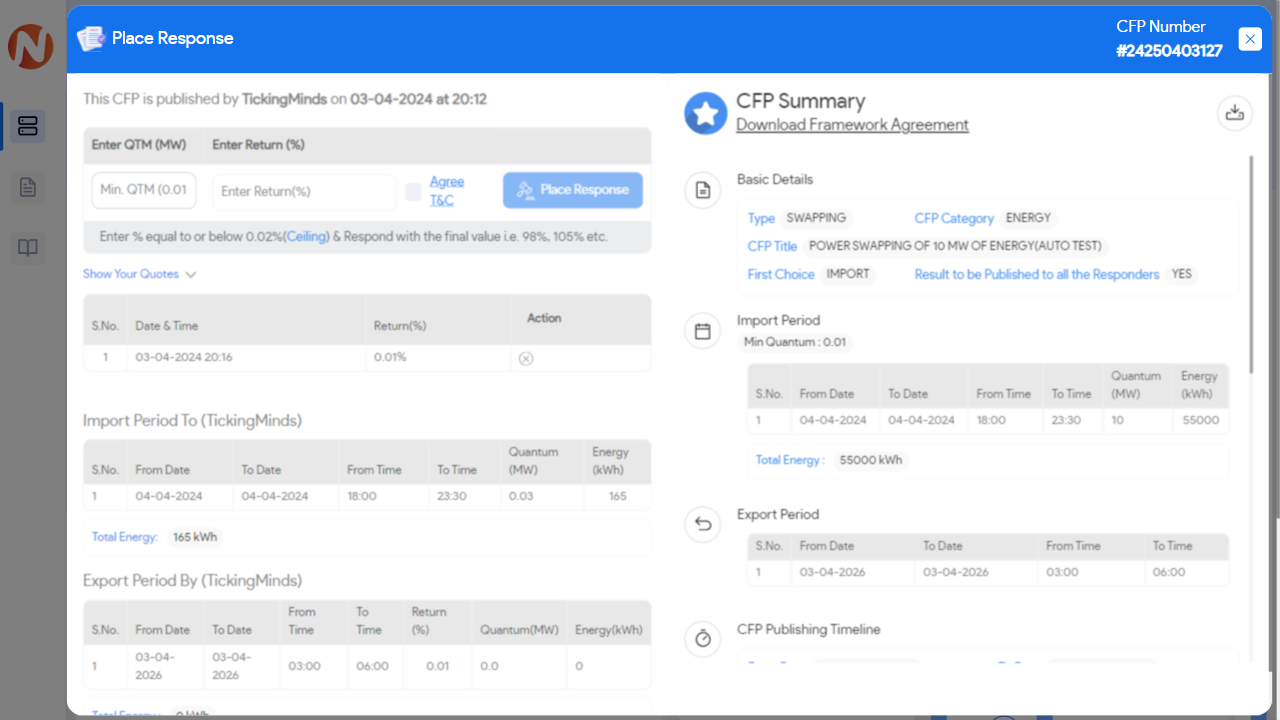 Place Response
CFP Number
#24250403127
This CFP is published by TickingMinds on 03-04-2024 at 20:12
Enter QTM (MW) Enter Return (%)
Min. QTM (0.01 Enter Return(%) Agree T&C Place Response
Enter % equal to or below 0.02%(Ceiling) & Respond with the final value i.e. 98%, 105% etc.
Show Your Quotes
S.No. Date & Time Return(%) Action
1 03-04-2024 20:16 0.01%
Import Period To (TickingMinds)
S.No. From Date To Date From Time To Time Quantum (MW) Energy (kWh)
1 04-04-2024 04-04-2024 18:00 23:30 0.03 165
Total Energy: 165 kWh
Export Period By (TickingMinds)
S.No. From Date To Date From Time To Time Return (%) Quantum(MW) Energy(kWh)
1 03-04-2026 03-04-2026 03:00 06:00 0.01 0.0 0
Total Energy: 0 kWh
CFP Summary
Download Framework Agreement
Basic Details
Type SWAPPING CFP Category ENERGY
CFP Title POWER SWAPPING OF 10 MW OF ENERGY(AUTO TEST)
First Choice IMPORT Result to be Published to all the Responders YES
Import Period
Min Quantum : 0.01
S.No. From Date To Date From Time To Time Quantum (MW) Energy (kWh)
1 04-04-2024 04-04-2024 18:00 23:30 10 55000
Total Energy : 55000 kWh
Export Period
S.No. From Date To Date From Time To Time
1 03-04-2026 03-04-2026 03:00 06:00
CFP Publishing Timeline